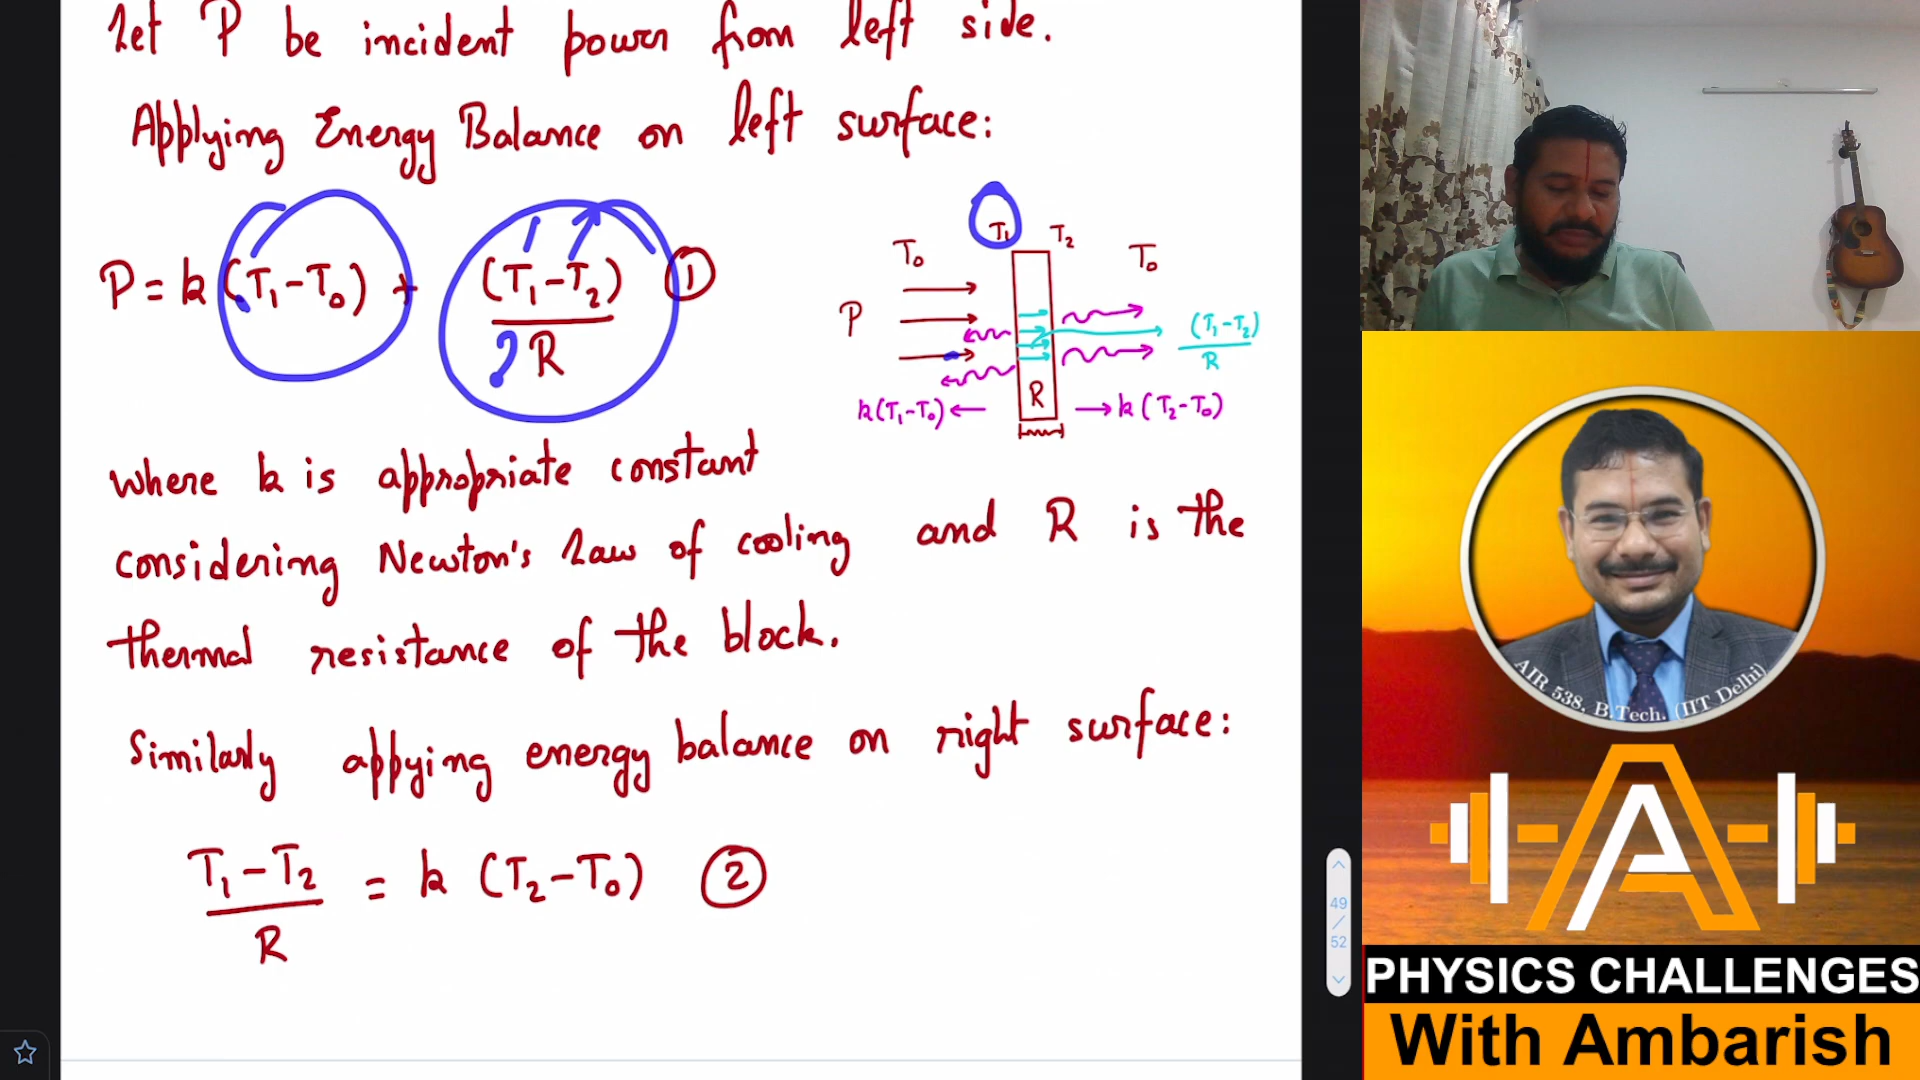 Let P be incident power from left side.
Applying Energy Balance on left surface:
P = k (T₁-T₀) + (T₁-T₂)/R ①
T₀ T₁ T₂ T₀
P
(T₁-T₂)/R
R
k(T₁-T₀) ← → k (T₂-T₀)
where k is appropriate constant
considering Newton's Law of cooling and R is the
thermal resistance of the block.
Similarly appying energy balance on right surface:
(T₁-T₂)/R = k (T₂-T₀) ②
49
/
52
AIR 538, B.Tech. (IIT Delhi)
A
PHYSICS CHALLENGES
With Ambarish